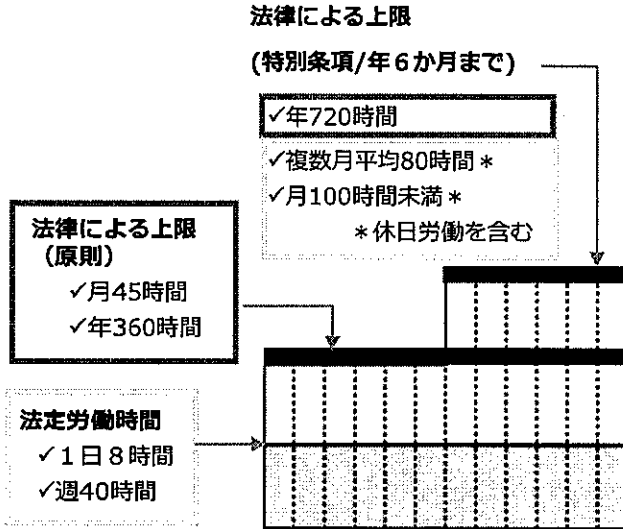 法律による上限
(特別条項/年６か月まで)
✓年720時間
✓複数月平均80時間＊
✓月100時間未満＊
＊休日労働を含む
法律による上限
（原則）
✓月45時間
✓年360時間
法定労働時間
✓１日８時間
✓週40時間